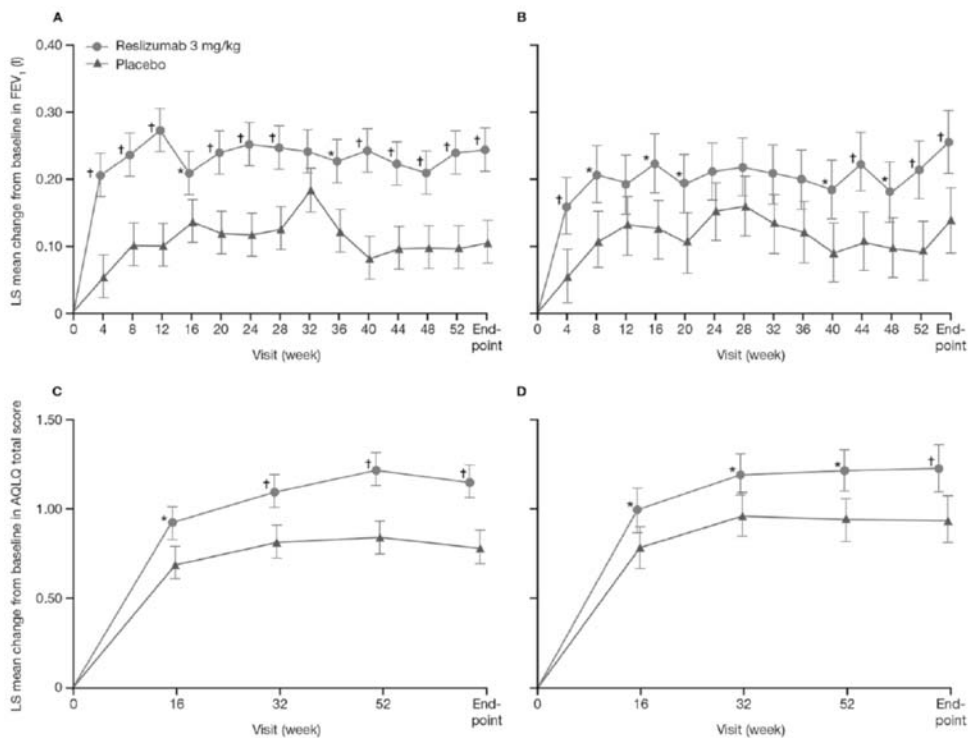 A
Reslizumab 3 mg/kg
Placebo
LS mean change from baseline in FEV₁ (l)
0.40
0.30
0.20
0.10
0
† † † * † † † * † † † † †
0 4 8 12 16 20 24 28 32 36 40 44 48 52 End-
point
Visit (week)
B
† * * * * † * † †
0 4 8 12 16 20 24 28 32 36 40 44 48 52 End-
point
Visit (week)
C
LS mean change from baseline in AQLQ total score
1.50
1.00
0.50
0
* † † †
0 16 32 52 End-
point
Visit (week)
D
* * * †
0 16 32 52 End-
point
Visit (week)